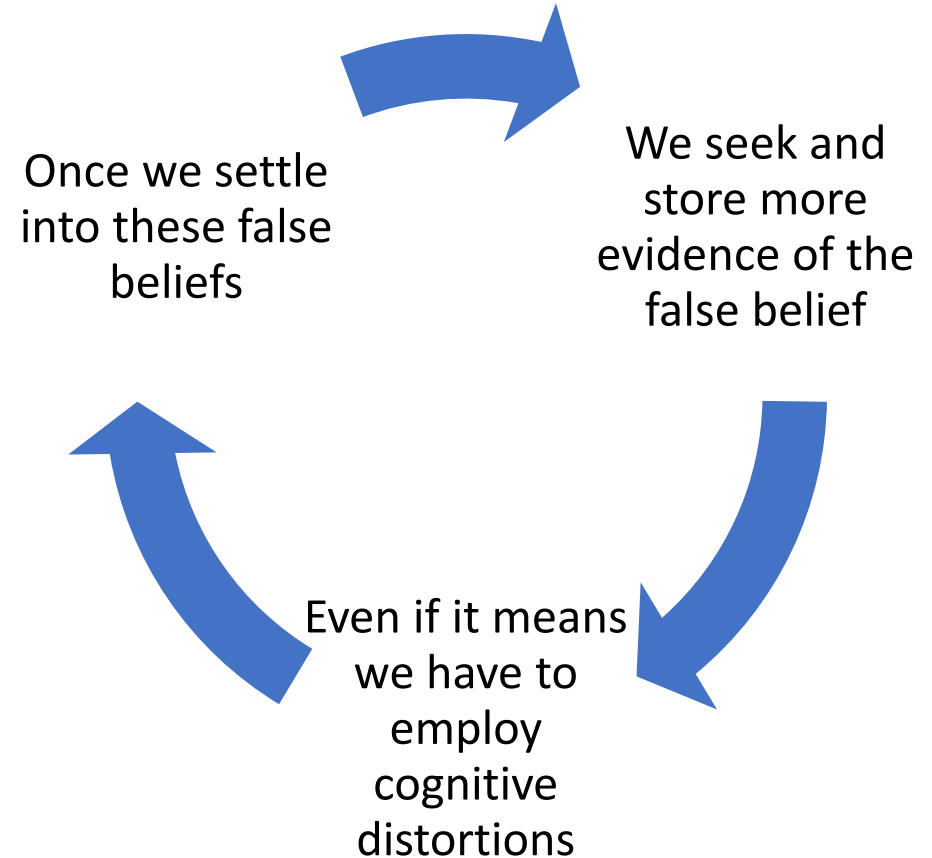 Once we settle
into these false
beliefs
We seek and
store more
evidence of the
false belief
Even if it means
we have to
employ
cognitive
distortions